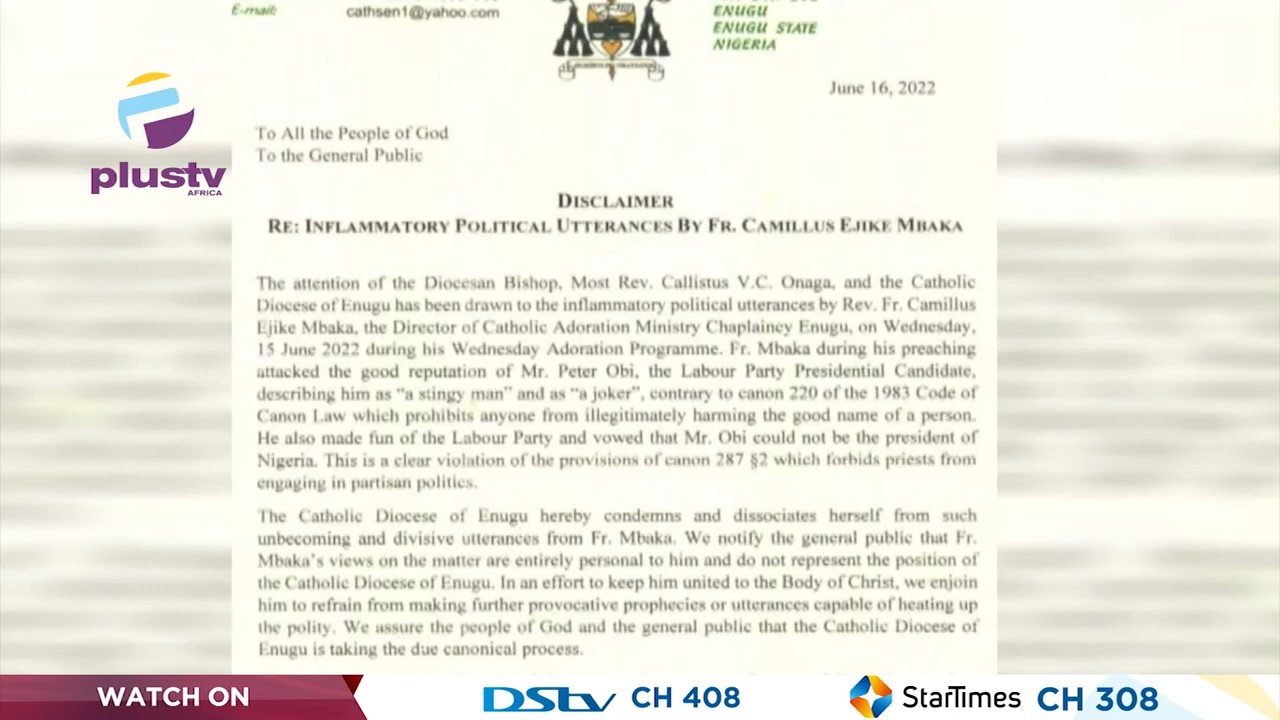 E-mail: cathsen1@yahoo.com
ENUGU
ENUGU STATE
NIGERIA
June 16, 2022
plustv
AFRICA
To All the People of God
To the General Public
DISCLAIMER
RE: INFLAMMATORY POLITICAL UTTERANCES BY FR. CAMILLUS EJIKE MBAKA
The attention of the Diocesan Bishop, Most Rev. Callistus V.C. Onaga, and the Catholic
Diocese of Enugu has been drawn to the inflammatory political utterances by Rev. Fr. Camillus
Ejike Mbaka, the Director of Catholic Adoration Ministry Chaplaincy Enugu, on Wednesday,
15 June 2022 during his Wednesday Adoration Programme. Fr. Mbaka during his preaching
attacked the good reputation of Mr. Peter Obi, the Labour Party Presidential Candidate,
describing him as “a stingy man” and as “a joker”, contrary to canon 220 of the 1983 Code of
Canon Law which prohibits anyone from illegitimately harming the good name of a person.
He also made fun of the Labour Party and vowed that Mr. Obi could not be the president of
Nigeria. This is a clear violation of the provisions of canon 287 §2 which forbids priests from
engaging in partisan politics.
The Catholic Diocese of Enugu hereby condemns and dissociates herself from such
unbecoming and divisive utterances from Fr. Mbaka. We notify the general public that Fr.
Mbaka’s views on the matter are entirely personal to him and do not represent the position of
the Catholic Diocese of Enugu. In an effort to keep him united to the Body of Christ, we enjoin
him to refrain from making further provocative prophecies or utterances capable of heating up
the polity. We assure the people of God and the general public that the Catholic Diocese of
Enugu is taking the due canonical process.
WATCH ON DStv CH 408 StarTimes CH 308